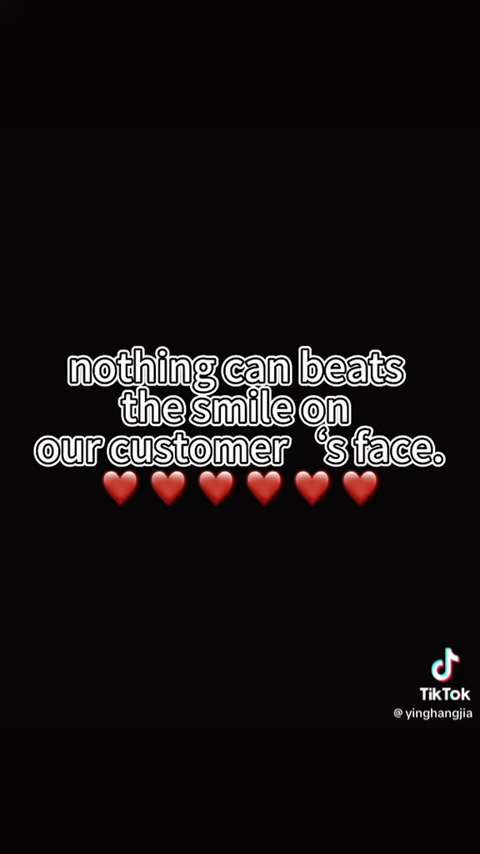 nothing can beats
the smile on
our customer ‘s face.
❤️❤️❤️❤️❤️❤️
TikTok
@yinghangjia